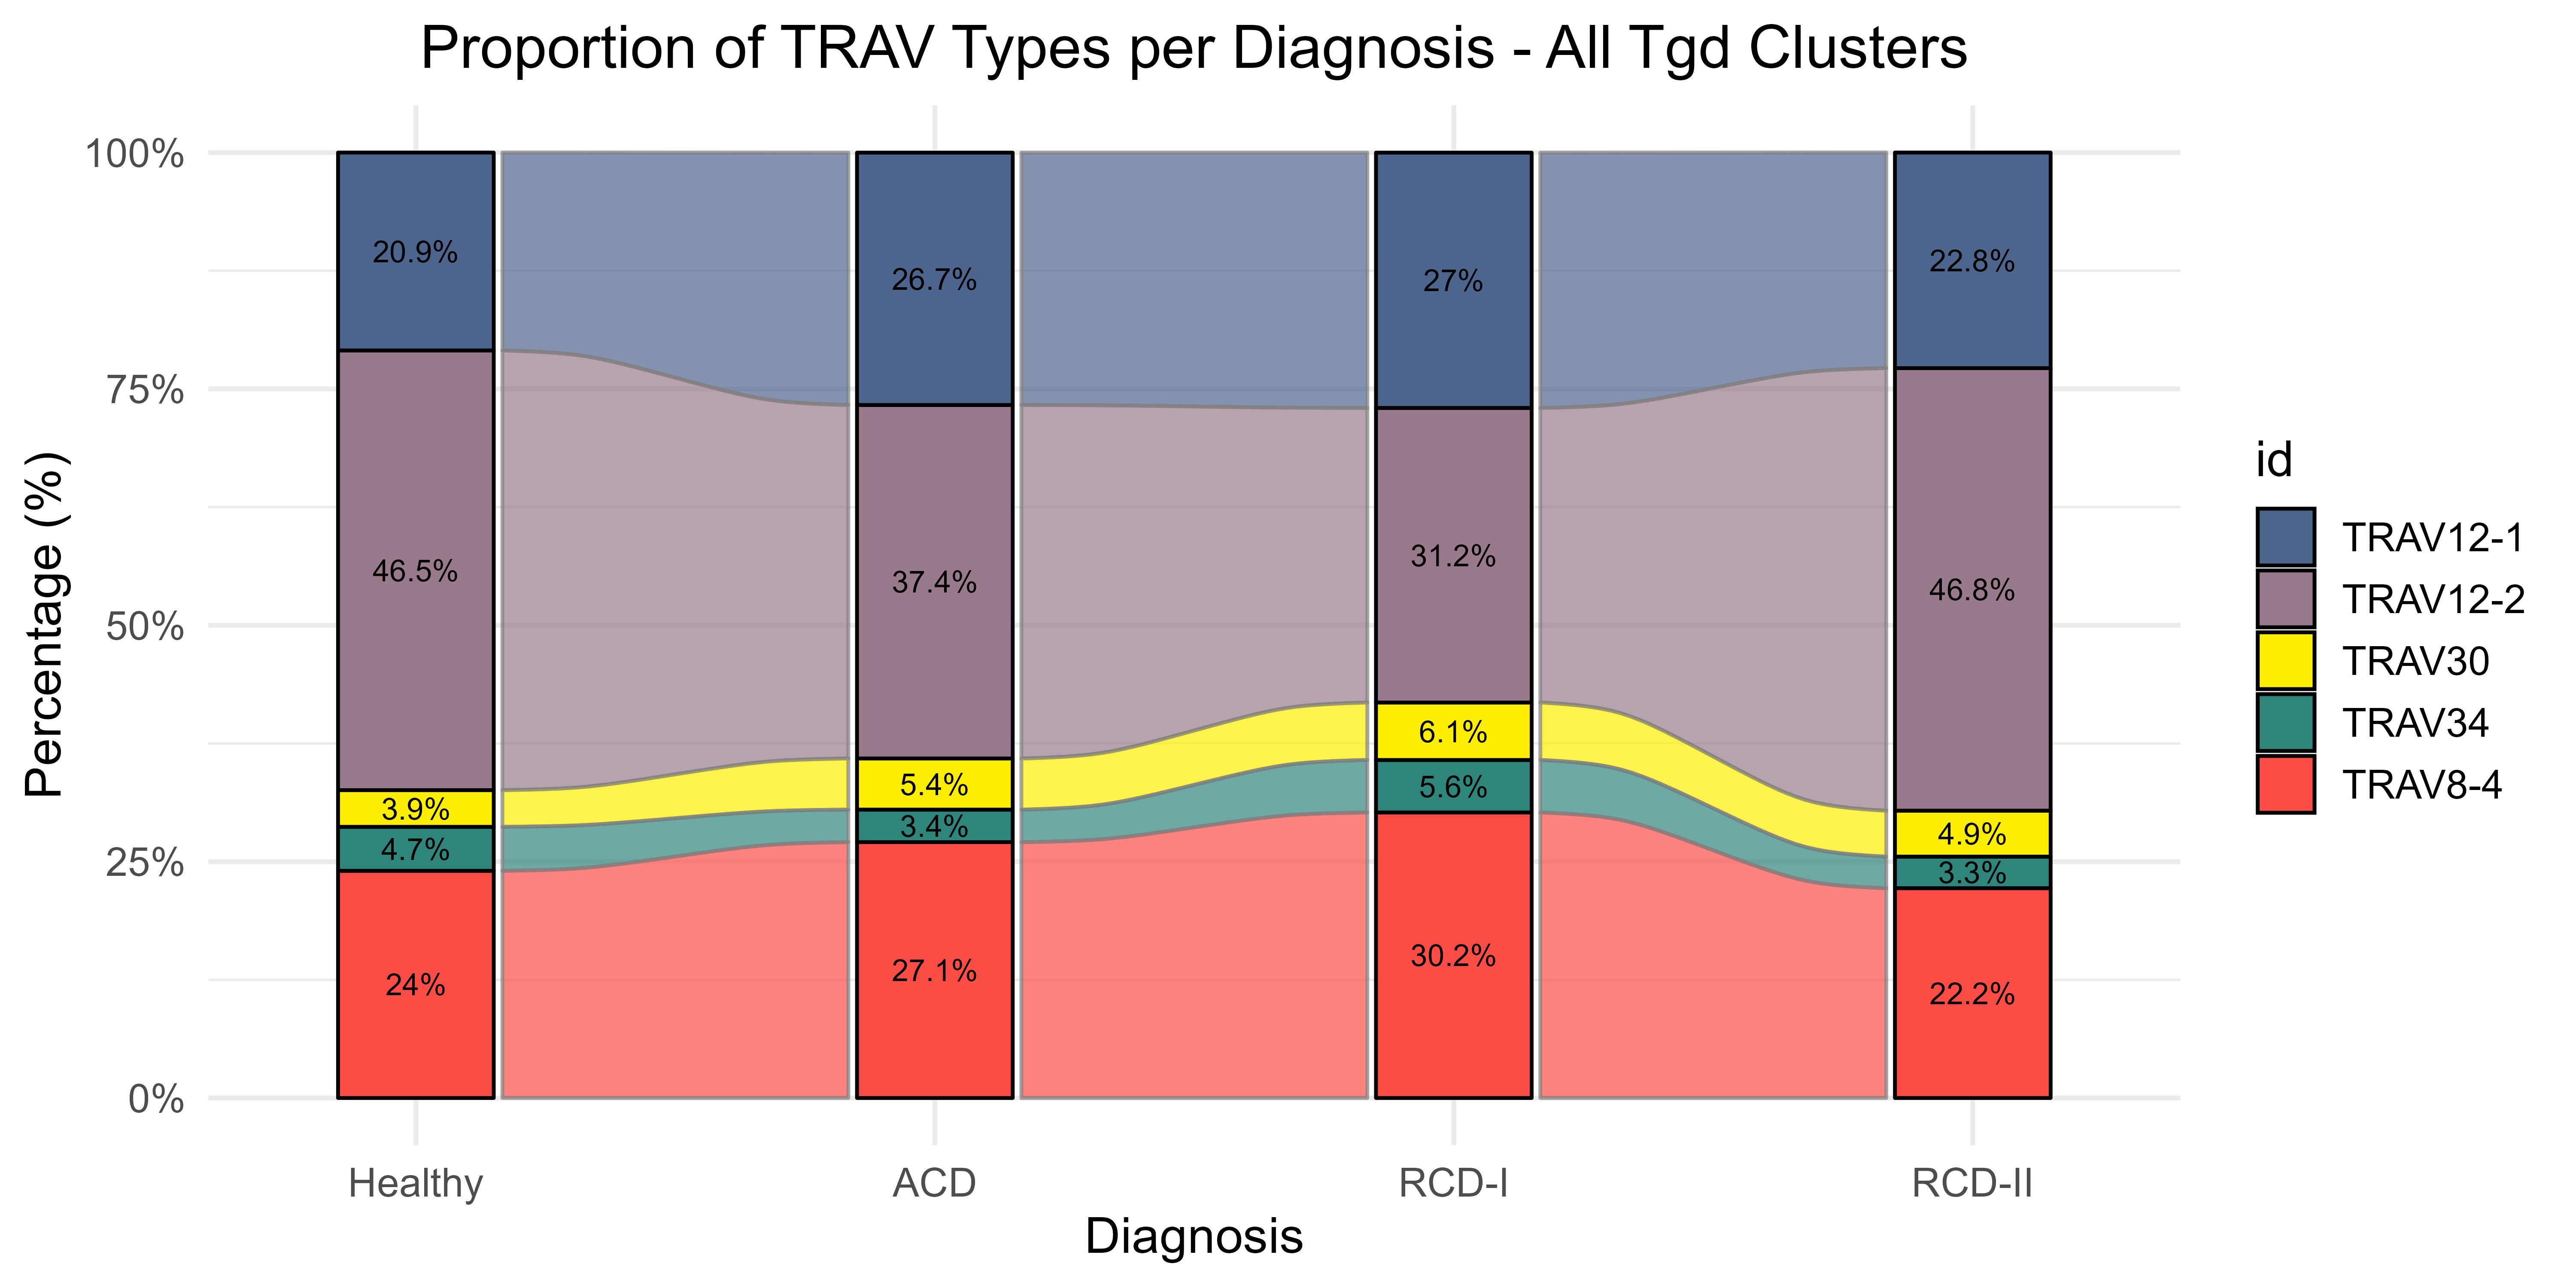 Proportion of TRAV Types per Diagnosis - All Tgd Clusters
Percentage (%)
100%
75%
50%
25%
0%
20.9%
46.5%
3.9%
4.7%
24%
26.7%
37.4%
5.4%
3.4%
27.1%
27%
31.2%
6.1%
5.6%
30.2%
22.8%
46.8%
4.9%
3.3%
22.2%
Healthy
ACD
RCD-I
RCD-II
Diagnosis
id
TRAV12-1
TRAV12-2
TRAV30
TRAV34
TRAV8-4